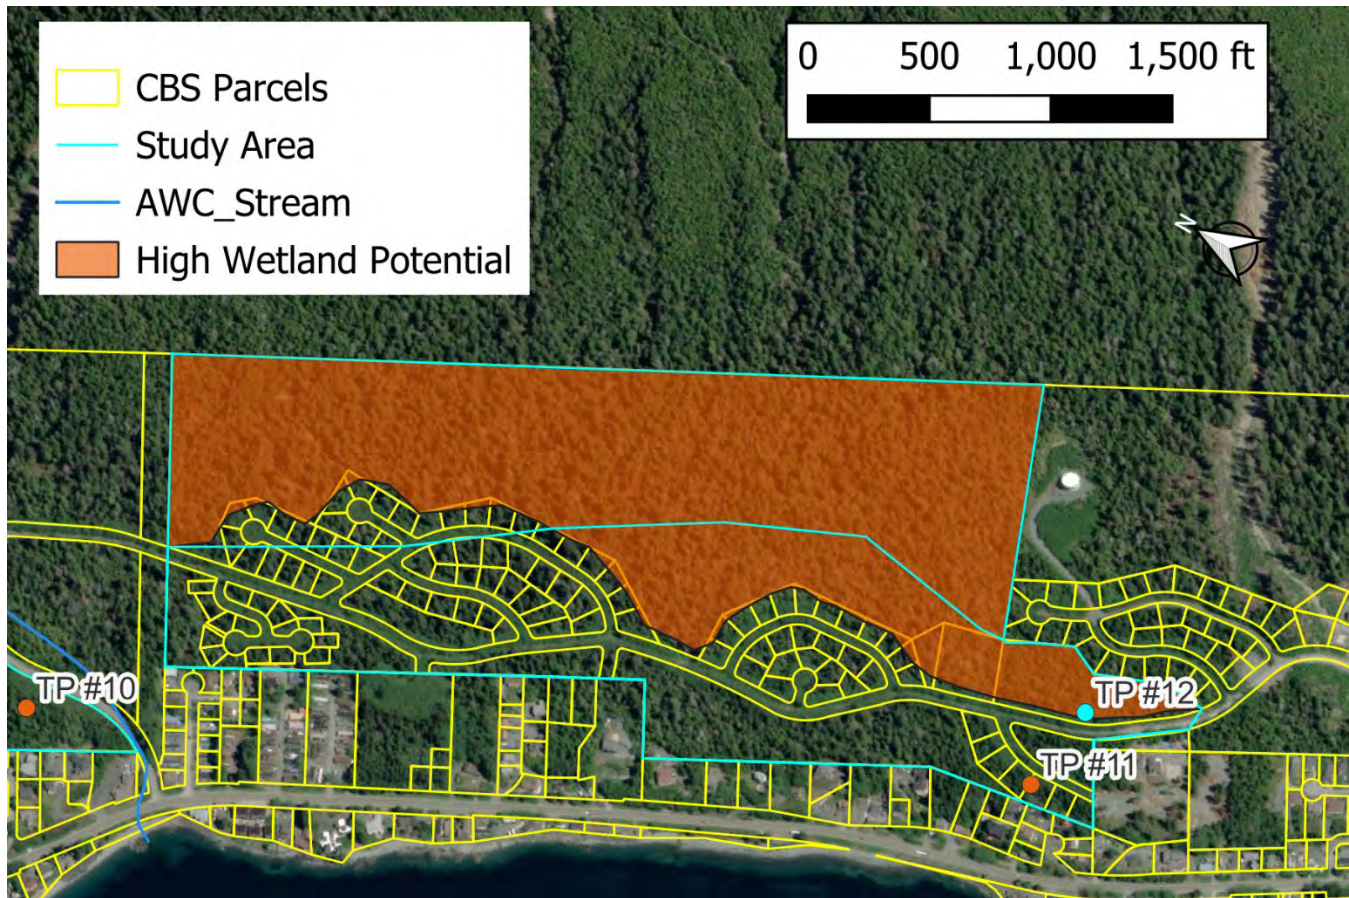 CBS Parcels
Study Area
AWC_Stream
High Wetland Potential
0 500 1,000 1,500 ft
N
TP #10
TP #12
TP #11